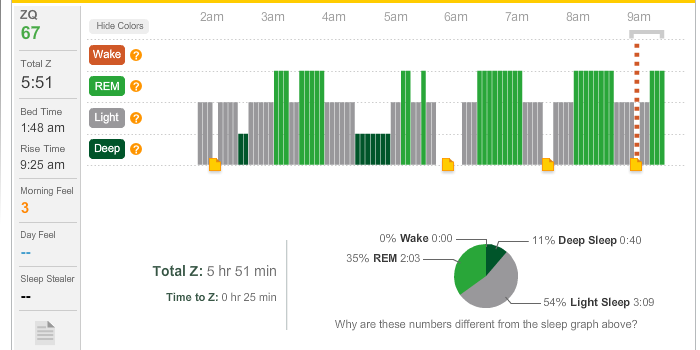 ZQ
67
Total Z
5:51
Bed Time
1:48 am
Rise Time
9:25 am
Morning Feel
3
Day Feel
--
Sleep Stealer
--
2am 3am 4am 5am 6am 7am 8am 9am
Hide Colors
Wake ?
REM ?
Light ?
Deep ?
Total Z: 5 hr 51 min
Time to Z: 0 hr 25 min
0% Wake 0:00
11% Deep Sleep 0:40
35% REM 2:03
54% Light Sleep 3:09
Why are these numbers different from the sleep graph above?